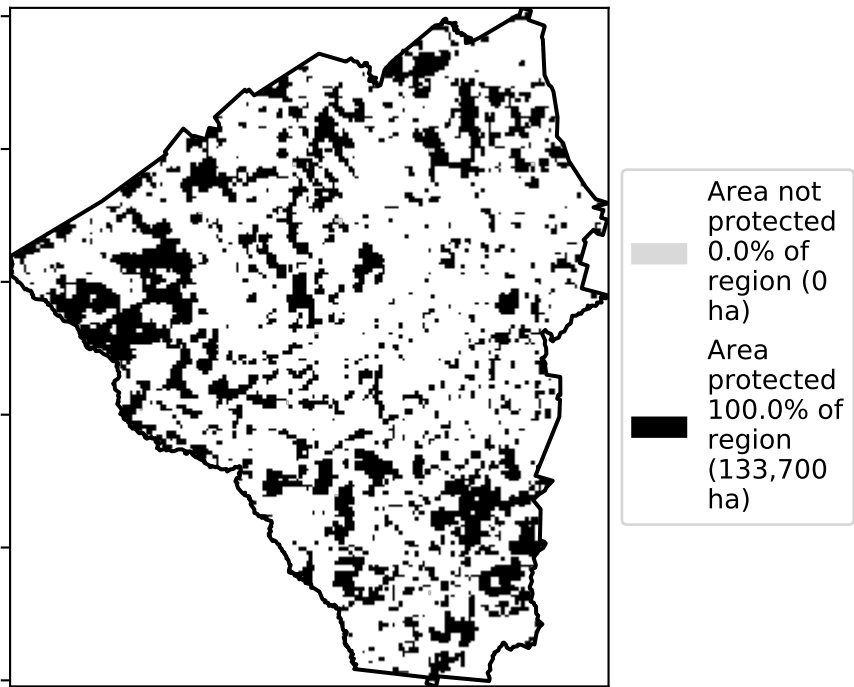 Area not
protected
0.0% of
region (0
ha)
Area
protected
100.0% of
region
(133,700
ha)